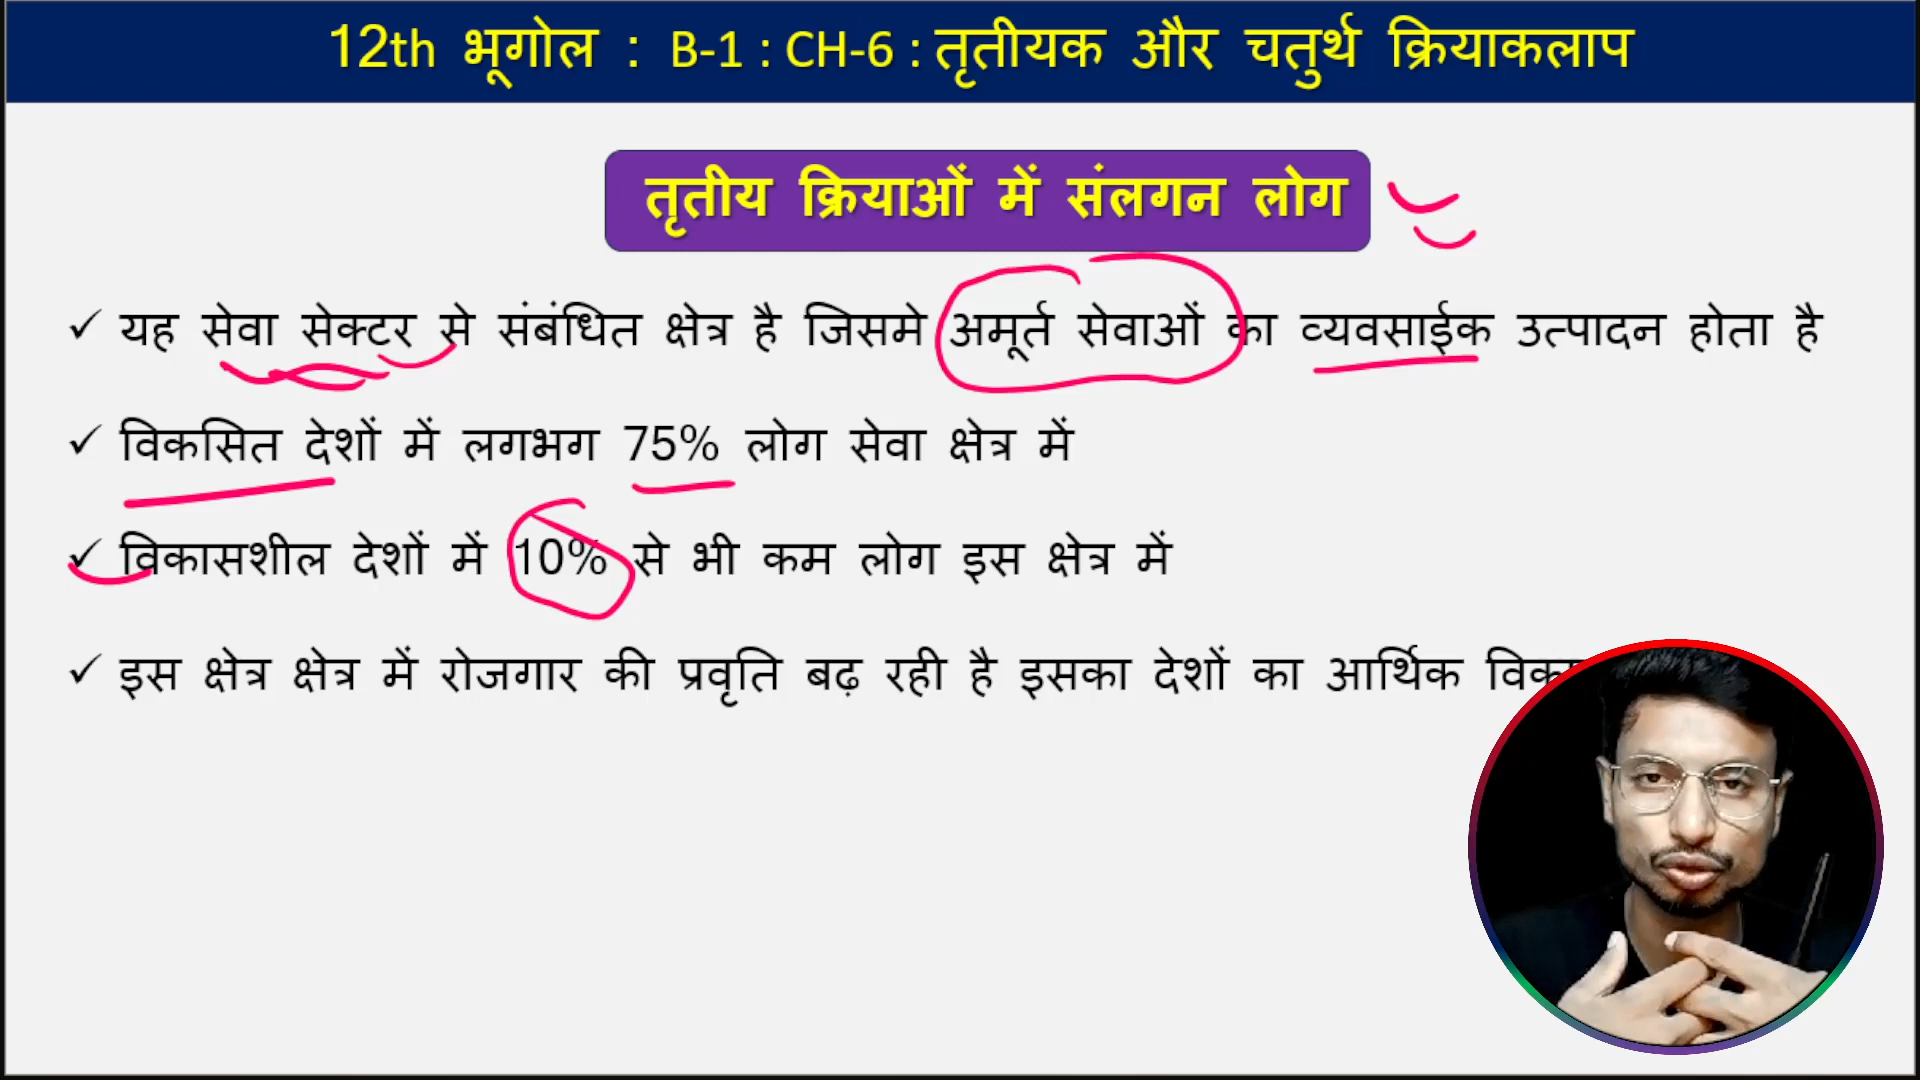 12th भूगोल : B-1 : CH-6 : तृतीयक और चतुर्थ क्रियाकलाप
तृतीय क्रियाओं में संलगन लोग
✓ यह सेवा सेक्टर से संबंधित क्षेत्र है जिसमे अमूर्त सेवाओं का व्यवसाईक उत्पादन होता है
✓ विकसित देशों में लगभग 75% लोग सेवा क्षेत्र में
✓ विकासशील देशों में 10% से भी कम लोग इस क्षेत्र में
✓ इस क्षेत्र क्षेत्र में रोजगार की प्रवृति बढ़ रही है इसका देशों का आर्थिक